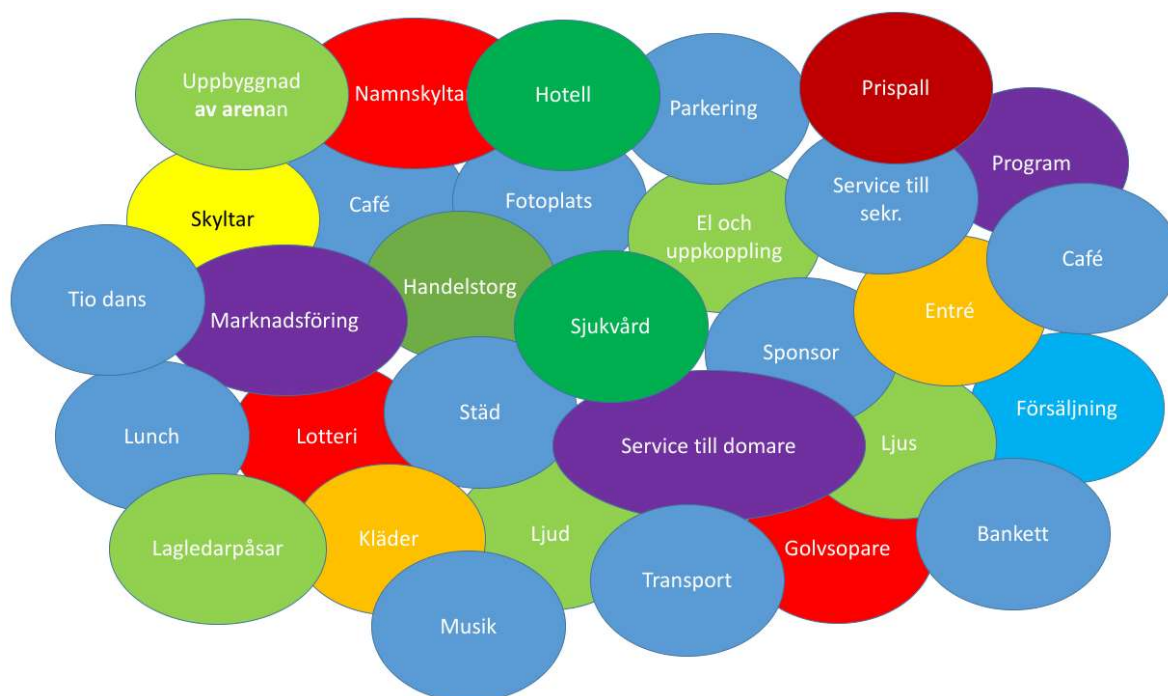 Uppbyggnad
av arenan
Namnskyltar
Hotell
Parkering
Prispall
Program
Skyltar
Café
Fotoplats
El och
uppkoppling
Service till
sekr.
Café
Tio dans
Marknadsföring
Handelstorg
Sjukvård
Sponsor
Entré
Försäljning
Lunch
Lotteri
Städ
Service till domare
Ljus
Lagledarpåsar
Kläder
Ljud
Transport
Golvsopare
Bankett
Musik